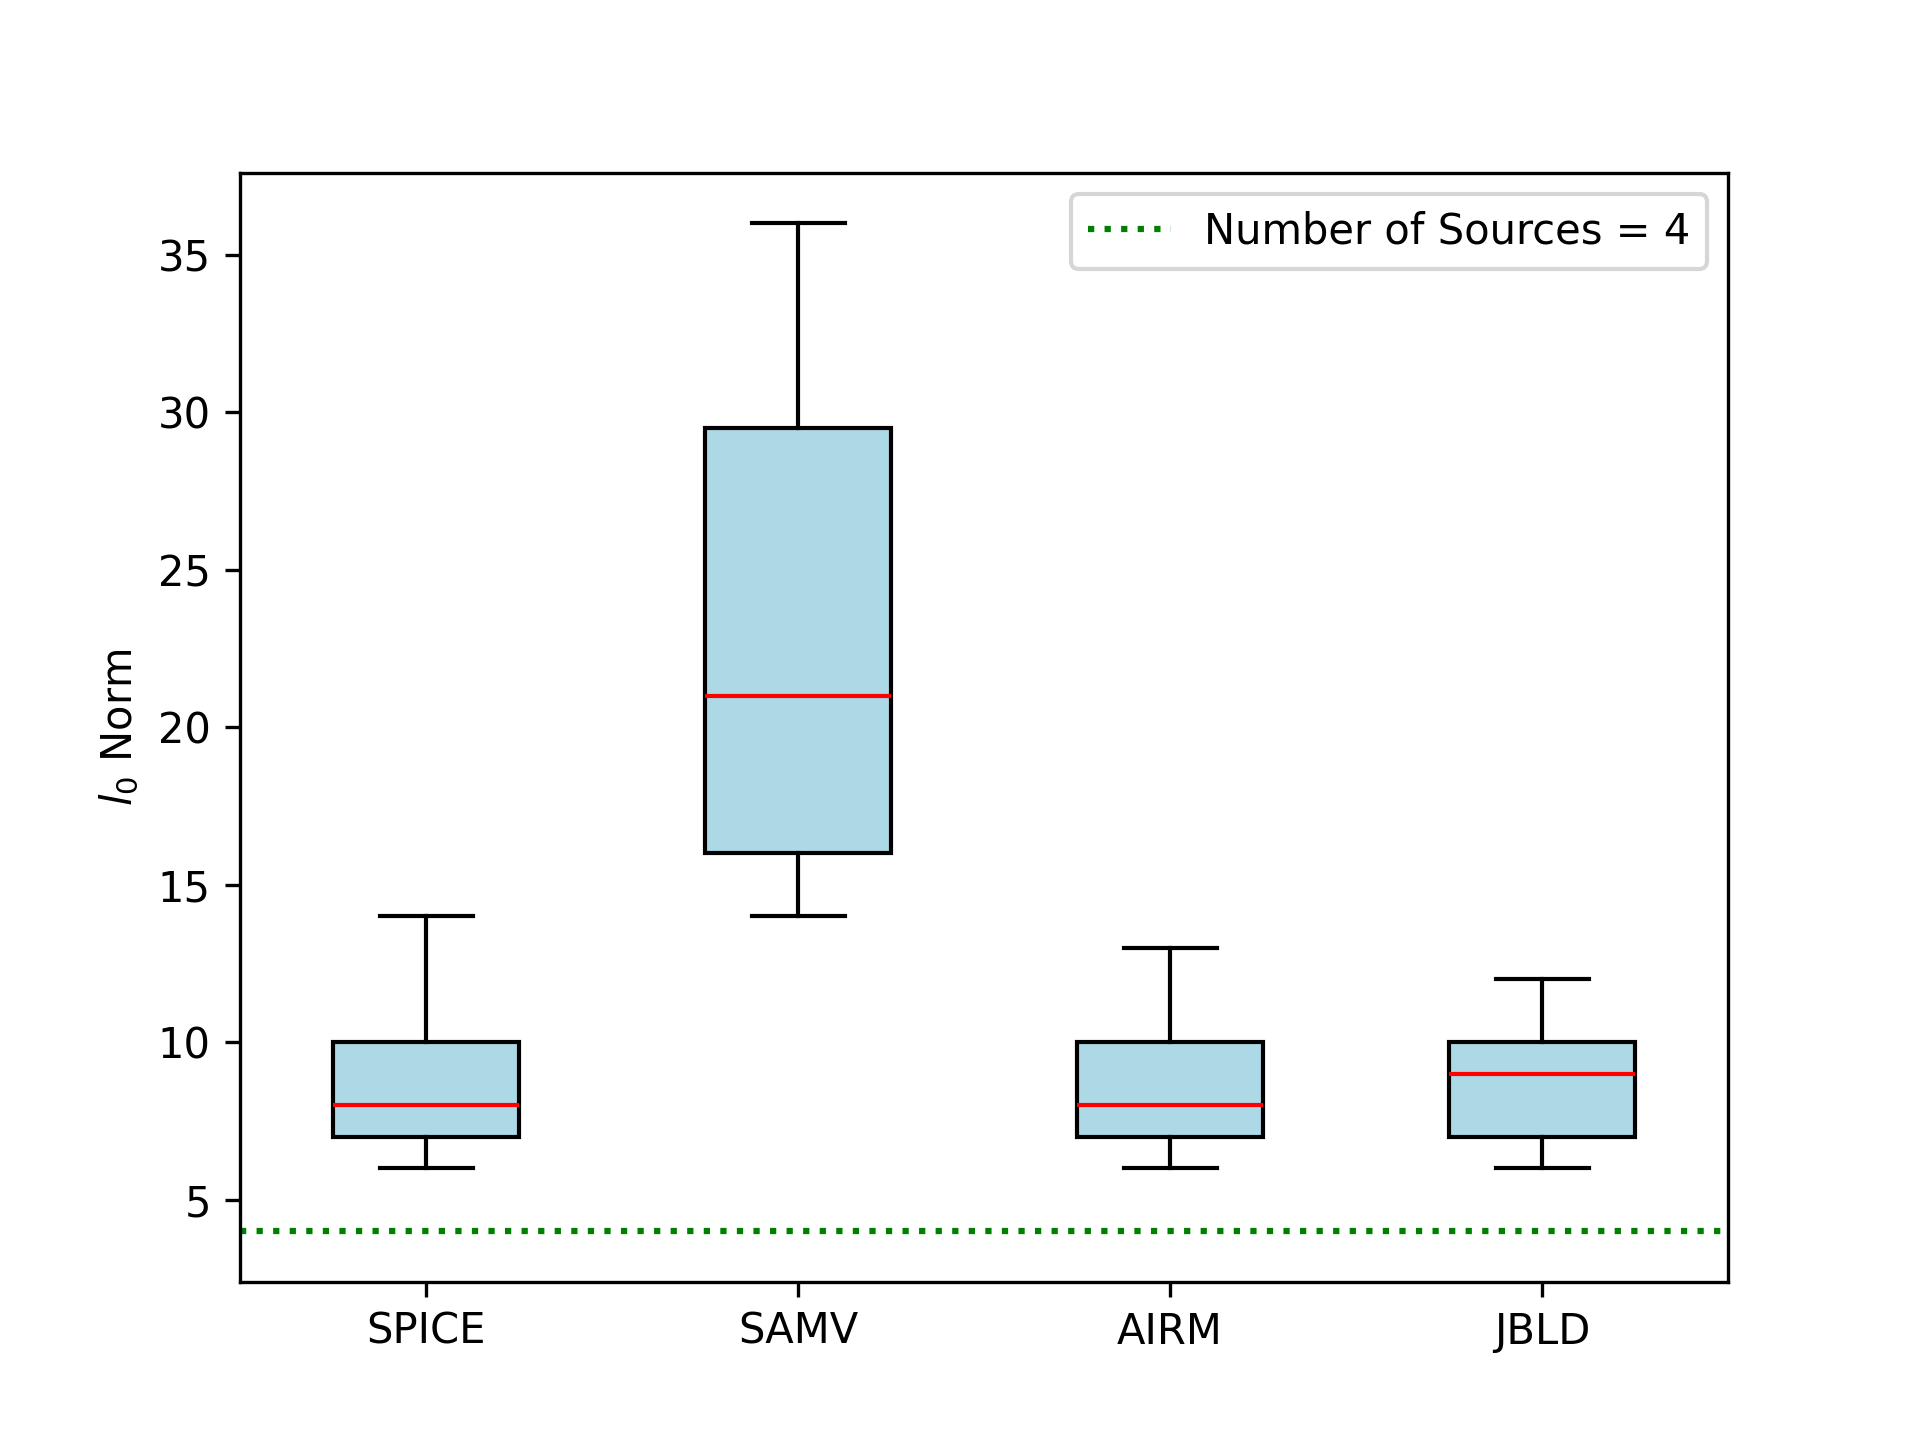 Number of Sources = 4
35
30
25
20
15
10
5
l₀ Norm
SPICE
SAMV
AIRM
JBLD